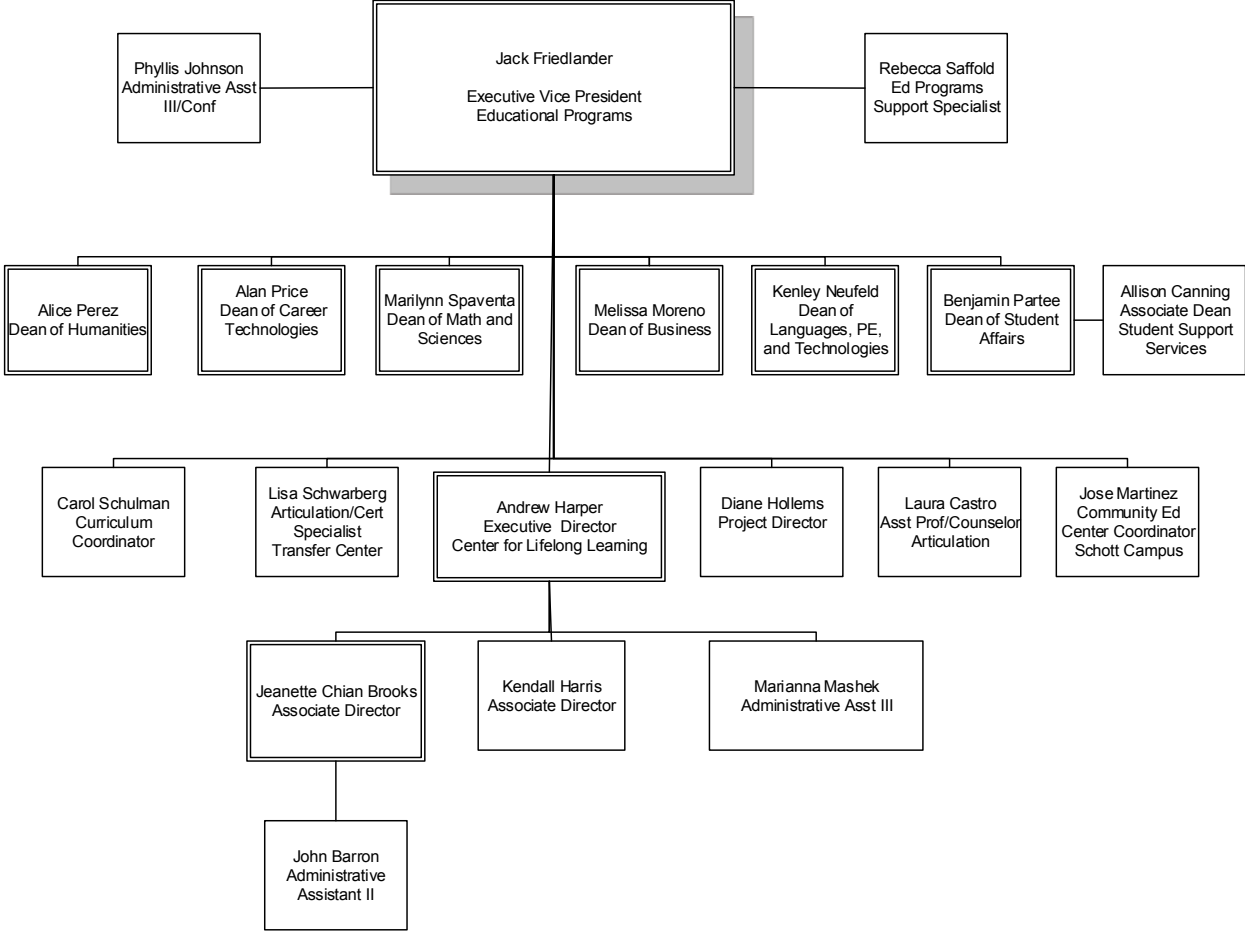 Jack Friedlander
Executive Vice President
Educational Programs
Phyllis Johnson
Administrative Asst
III/Conf
Rebecca Saffold
Ed Programs
Support Specialist
Alice Perez
Dean of Humanities
Alan Price
Dean of Career
Technologies
Marilynn Spaventa
Dean of Math and
Sciences
Melissa Moreno
Dean of Business
Kenley Neufeld
Dean of
Languages, PE,
and Technologies
Benjamin Partee
Dean of Student
Affairs
Allison Canning
Associate Dean
Student Support
Services
Carol Schulman
Curriculum
Coordinator
Lisa Schwarberg
Articulation/Cert
Specialist
Transfer Center
Andrew Harper
Executive Director
Center for Lifelong Learning
Diane Hollems
Project Director
Laura Castro
Asst Prof/Counselor
Articulation
Jose Martinez
Community Ed
Center Coordinator
Schott Campus
Jeanette Chian Brooks
Associate Director
Kendall Harris
Associate Director
Marianna Mashek
Administrative Asst III
John Barron
Administrative
Assistant II